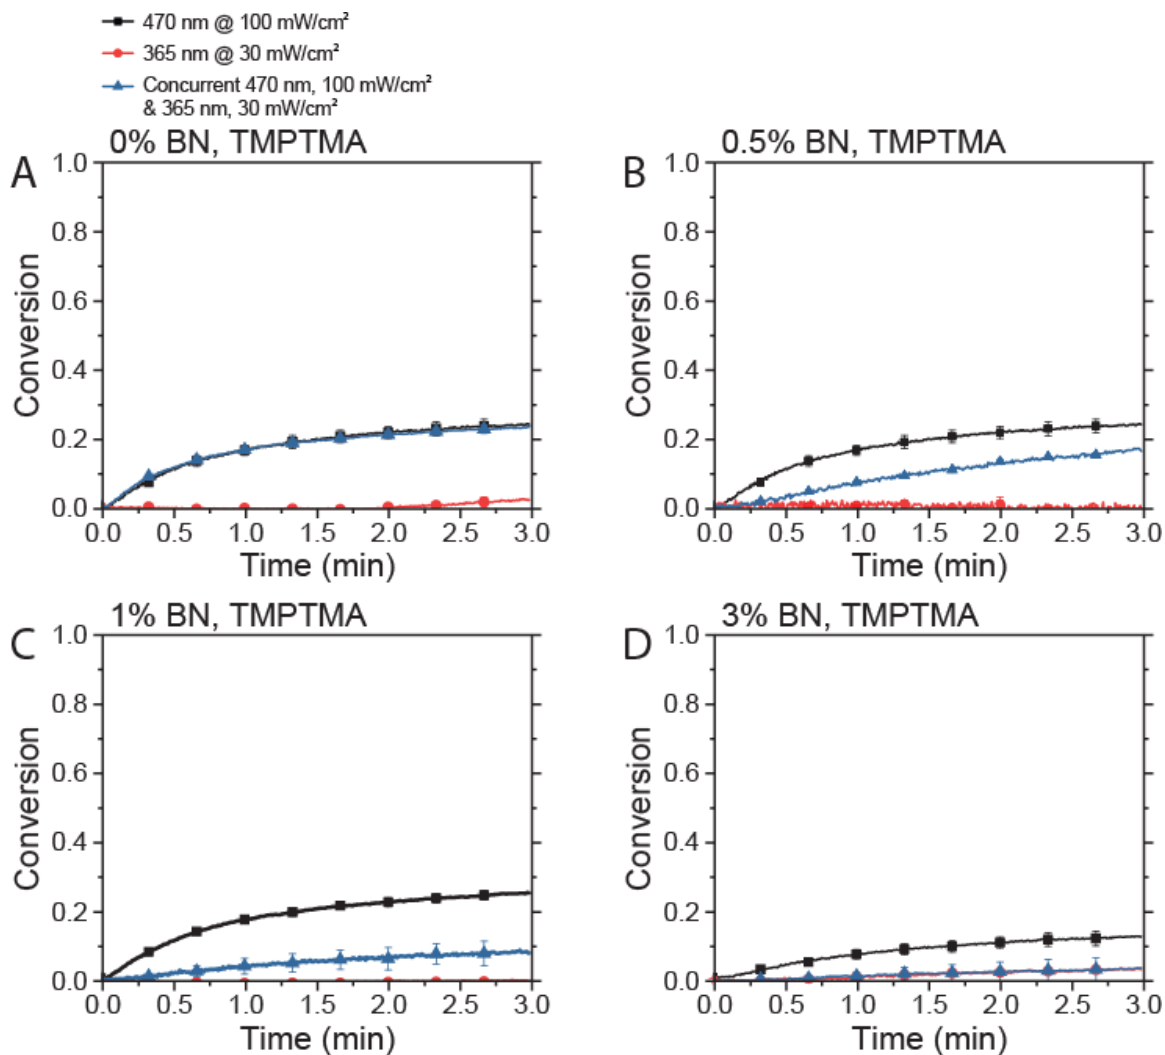 470 nm @ 100 mW/cm²
365 nm @ 30 mW/cm²
Concurrent 470 nm, 100 mW/cm²
& 365 nm, 30 mW/cm²
A
0% BN, TMPTMA
1.0
0.8
0.6
0.4
0.2
0.0
Conversion
0.0 0.5 1.0 1.5 2.0 2.5 3.0
Time (min)
B
0.5% BN, TMPTMA
1.0
0.8
0.6
0.4
0.2
0.0
Conversion
0.0 0.5 1.0 1.5 2.0 2.5 3.0
Time (min)
C
1% BN, TMPTMA
1.0
0.8
0.6
0.4
0.2
0.0
Conversion
0.0 0.5 1.0 1.5 2.0 2.5 3.0
Time (min)
D
3% BN, TMPTMA
1.0
0.8
0.6
0.4
0.2
0.0
Conversion
0.0 0.5 1.0 1.5 2.0 2.5 3.0
Time (min)